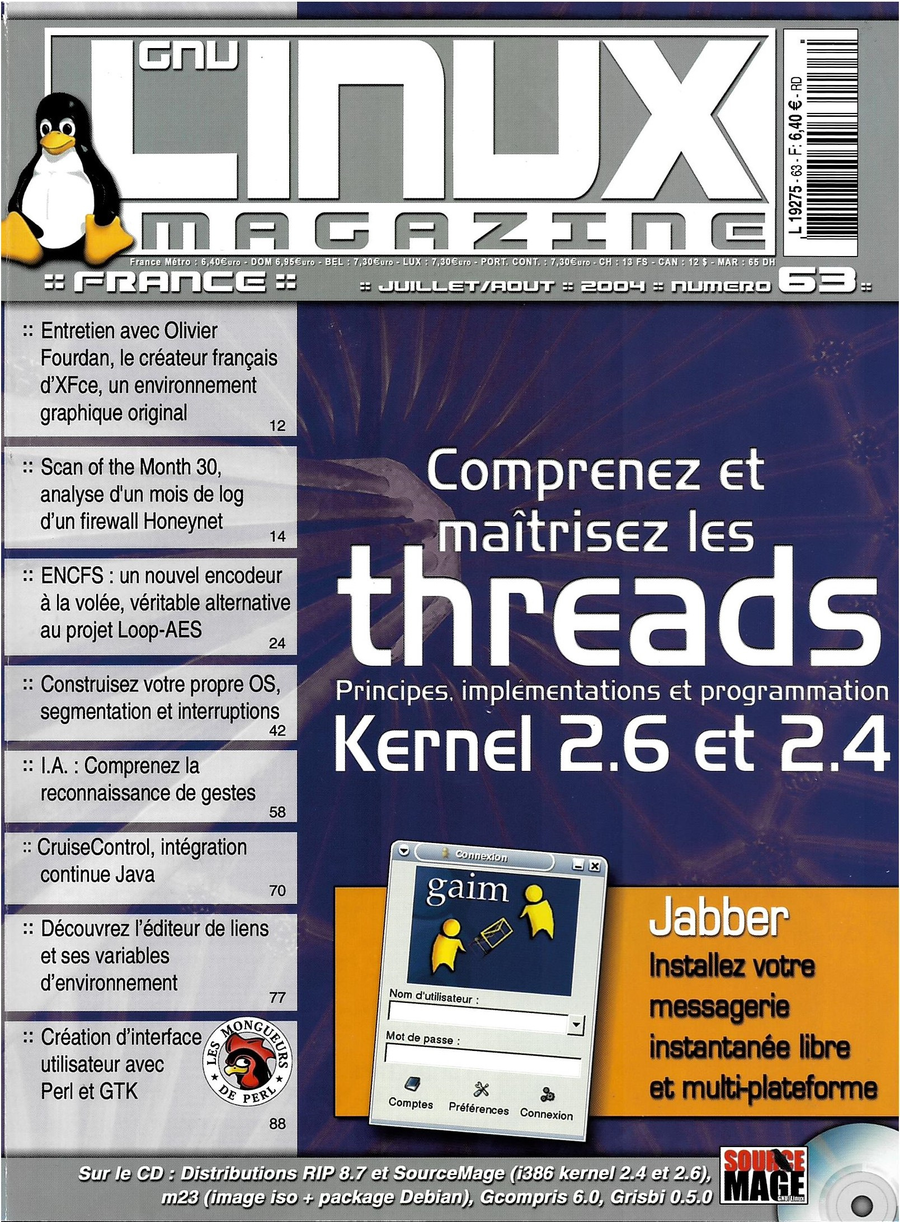 GNU
LINUX
MAGAZINE
France Métro : 6,40€uro - DOM 6,95€uro - BEL : 7,30€uro - LUX : 7,30€uro - PORT. CONT. : 7,30€uro - CH : 13 FS - CAN : 12 $ - MAR : 65 DH
:: FRANCE ::
:: JUILLET/AOUT :: 2004 :: NUMERO 63 ::
L 19275 - 63 - F: 6,40 € - RD
:: Entretien avec Olivier
Fourdan, le créateur français
d'XFce, un environnement
graphique original
12
:: Scan of the Month 30,
analyse d'un mois de log
d'un firewall Honeynet
14
:: ENCFS : un nouvel encodeur
à la volée, véritable alternative
au projet Loop-AES
24
:: Construisez votre propre OS,
segmentation et interruptions
42
:: I.A. : Comprenez la
reconnaissance de gestes
58
:: CruiseControl, intégration
continue Java
70
:: Découvrez l'éditeur de liens
et ses variables
d'environnement
77
:: Création d'interface
utilisateur avec
Perl et GTK
88
LES MONGUEURS
DE PERL
Comprenez et
maîtrisez les
threads
Principes, implémentations et programmation
Kernel 2.6 et 2.4
Connexion
gaim
Nom d'utilisateur :
Mot de passe :
Comptes
Préférences
Connexion
Jabber
Installez votre
messagerie
instantanée libre
et multi-plateforme
Sur le CD : Distributions RIP 8.7 et SourceMage (i386 kernel 2.4 et 2.6),
m23 (image iso + package Debian), Gcompris 6.0, Grisbi 0.5.0
SOURCE
MAGE
GNU/Linux